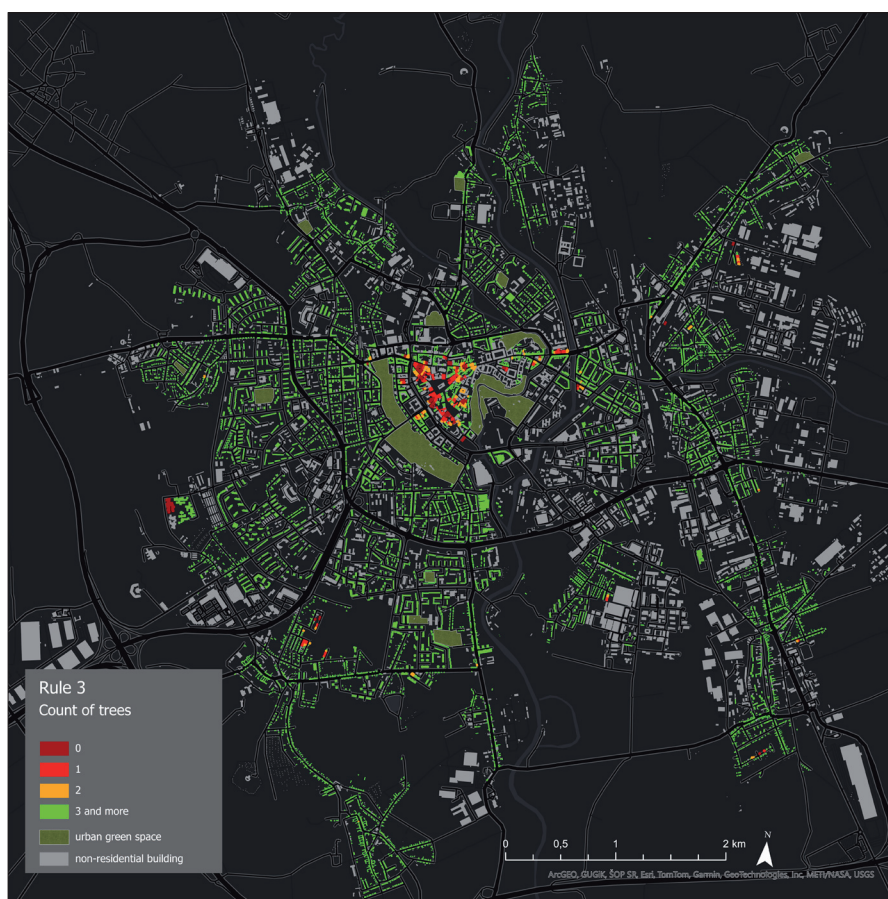 Rule 3
Count of trees
0
1
2
3 and more
urban green space
non-residential building
0 0,5 1 2 km
N
ArcGEO, GUGIK, ŠOP SR, Esri, TomTom, Garmin, GeoTechnologies, Inc, METI/NASA, USGS